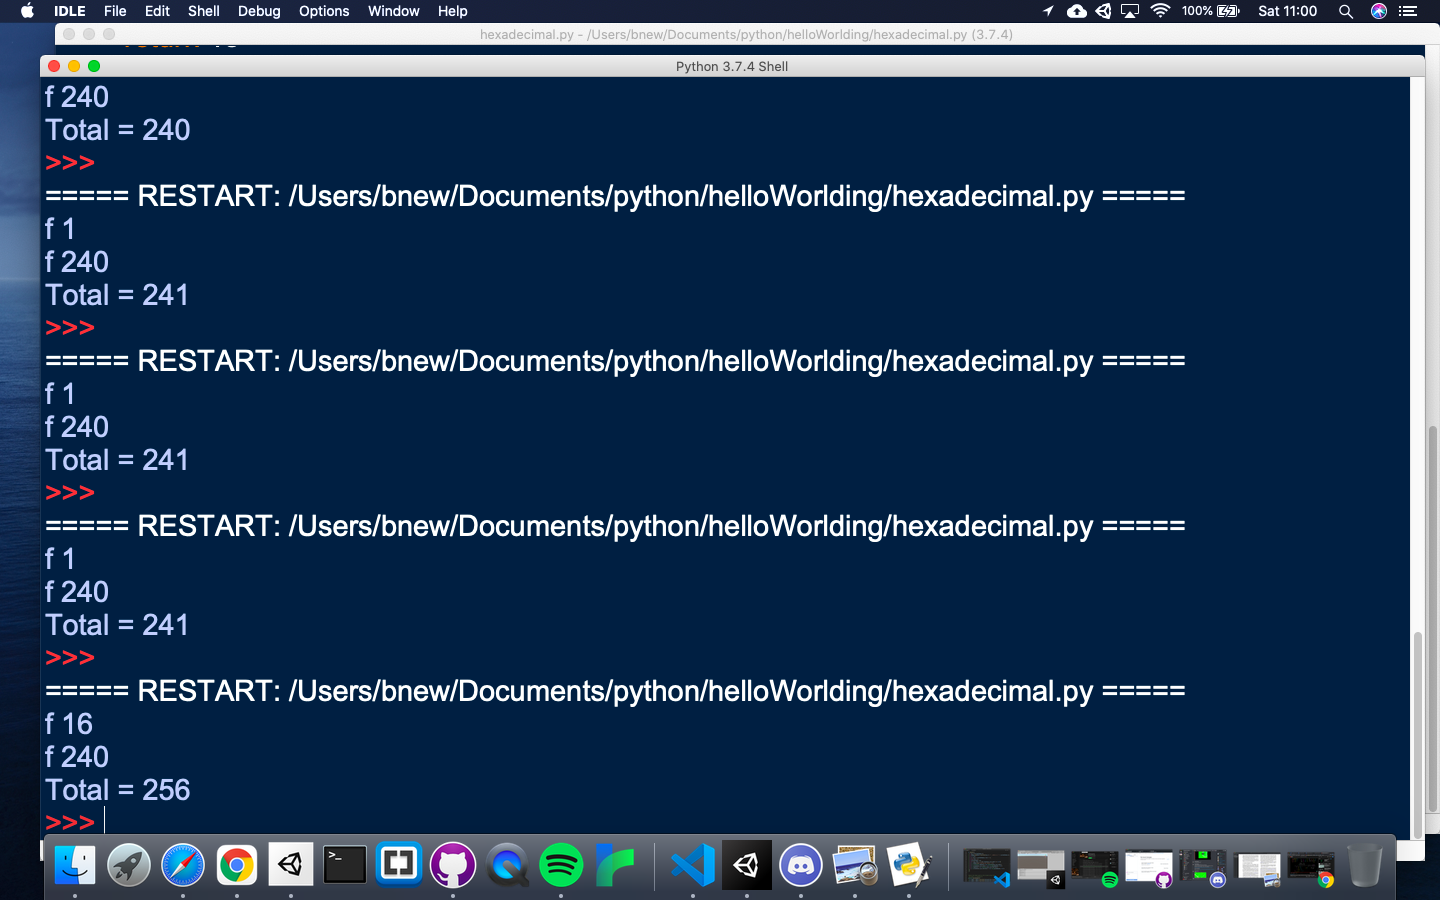 IDLE File Edit Shell Debug Options Window Help 100% Sat 11:00
hexadecimal.py - /Users/bnew/Documents/python/helloWorlding/hexadecimal.py (3.7.4)
Python 3.7.4 Shell
f 240
Total = 240
>>>
===== RESTART: /Users/bnew/Documents/python/helloWorlding/hexadecimal.py =====
f 1
f 240
Total = 241
>>>
===== RESTART: /Users/bnew/Documents/python/helloWorlding/hexadecimal.py =====
f 1
f 240
Total = 241
>>>
===== RESTART: /Users/bnew/Documents/python/helloWorlding/hexadecimal.py =====
f 1
f 240
Total = 241
>>>
===== RESTART: /Users/bnew/Documents/python/helloWorlding/hexadecimal.py =====
f 16
f 240
Total = 256
>>>